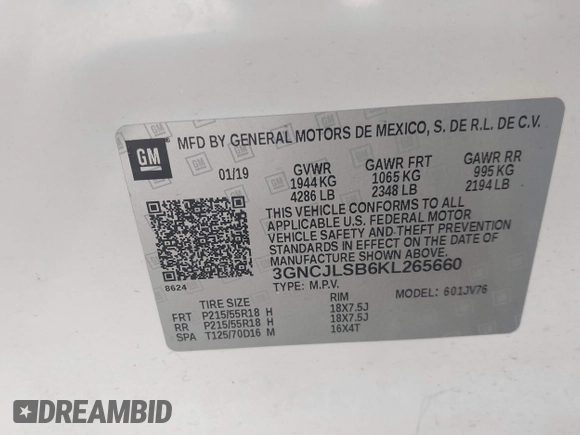 GM
MFD BY GENERAL MOTORS DE MEXICO, S. DE R.L. DE C.V.
01/19 GVWR GAWR FRT GAWR RR
1944 KG 1065 KG 995 KG
4286 LB 2348 LB 2194 LB
THIS VEHICLE CONFORMS TO ALL
APPLICABLE U.S. FEDERAL MOTOR
VEHICLE SAFETY AND THEFT PREVENTION
STANDARDS IN EFFECT ON THE DATE OF
MANUFACTURE SHOWN ABOVE.
3GNCJLSB6KL265660
8624 TYPE: M.P.V. MODEL: 601JV76
TIRE SIZE RIM
FRT P215/55R18 H 18X7.5J
RR P215/55R18 H 18X7.5J
SPA T125/70D16 M 16X4T
DREAMBID